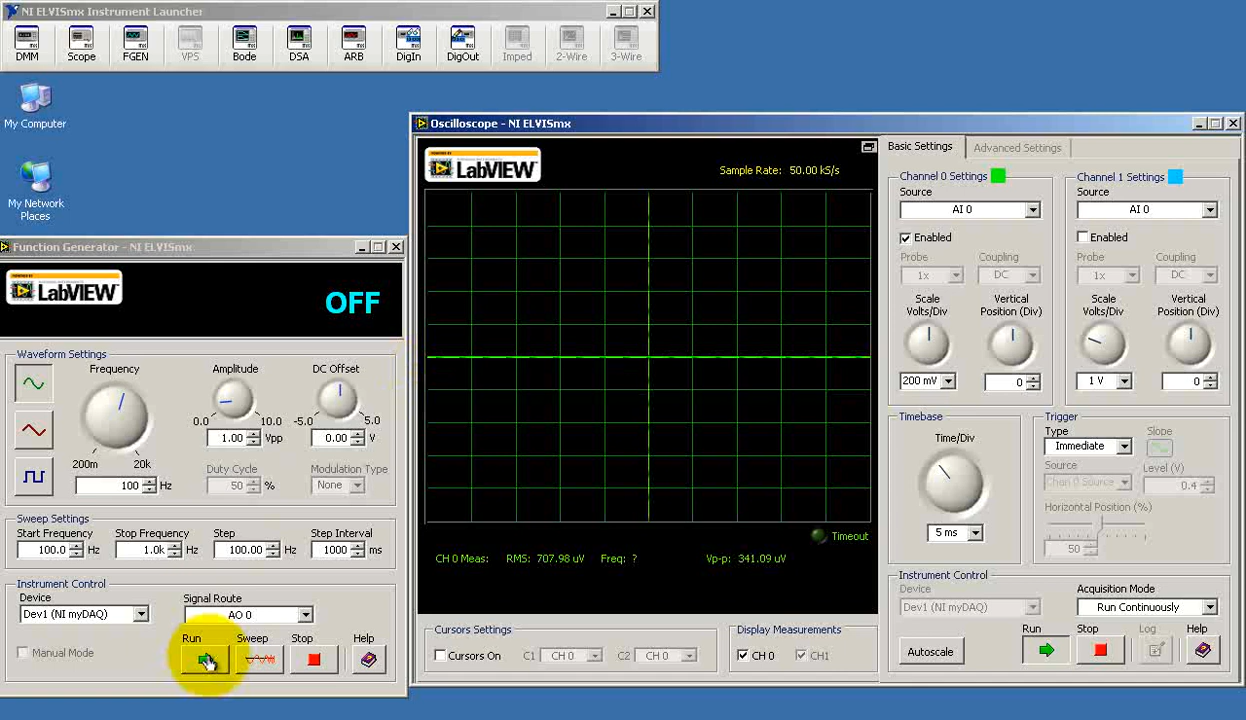 NI ELVISmx Instrument Launcher
DMM Scope FGEN VPS Bode DSA ARB DigIn DigOut Imped 2-Wire 3-Wire
My Computer
My Network
Places
Function Generator - NI ELVISmx
POWERED BY
LabVIEW™
OFF
Waveform Settings
Frequency Amplitude DC Offset
0.0 10.0 -5.0 5.0
1.00 Vpp 0.00 V
200m 20k
Duty Cycle Modulation Type
100 Hz 50 % None
Sweep Settings
Start Frequency Stop Frequency Step Step Interval
100.0 Hz 1.0k Hz 100.00 Hz 1000 ms
Instrument Control
Device Signal Route
Dev1 (NI myDAQ) AO 0
Run Sweep Stop Help
Manual Mode
Oscilloscope - NI ELVISmx
POWERED BY
LabVIEW™
Sample Rate: 50.00 kS/s
Timeout
CH 0 Meas: RMS: 707.98 uV Freq: ? Vp-p: 341.09 uV
Cursors Settings
Cursors On C1 CH 0 C2 CH 0
Display Measurements
CH 0 CH1
Basic Settings Advanced Settings
Channel 0 Settings
Source
AI 0
Enabled
Probe Coupling
1x DC
Scale
Volts/Div
Vertical
Position (Div)
200 mV 0
Channel 1 Settings
Source
AI 0
Enabled
Probe Coupling
1x DC
Scale
Volts/Div
Vertical
Position (Div)
1 V 0
Timebase
Time/Div
5 ms
Trigger
Type Slope
Immediate
Source Level (V)
Chan 0 Source 0.4
Horizontal Position (%)
50
Instrument Control
Device Acquisition Mode
Dev1 (NI myDAQ) Run Continuously
Run Stop Log Help
Autoscale